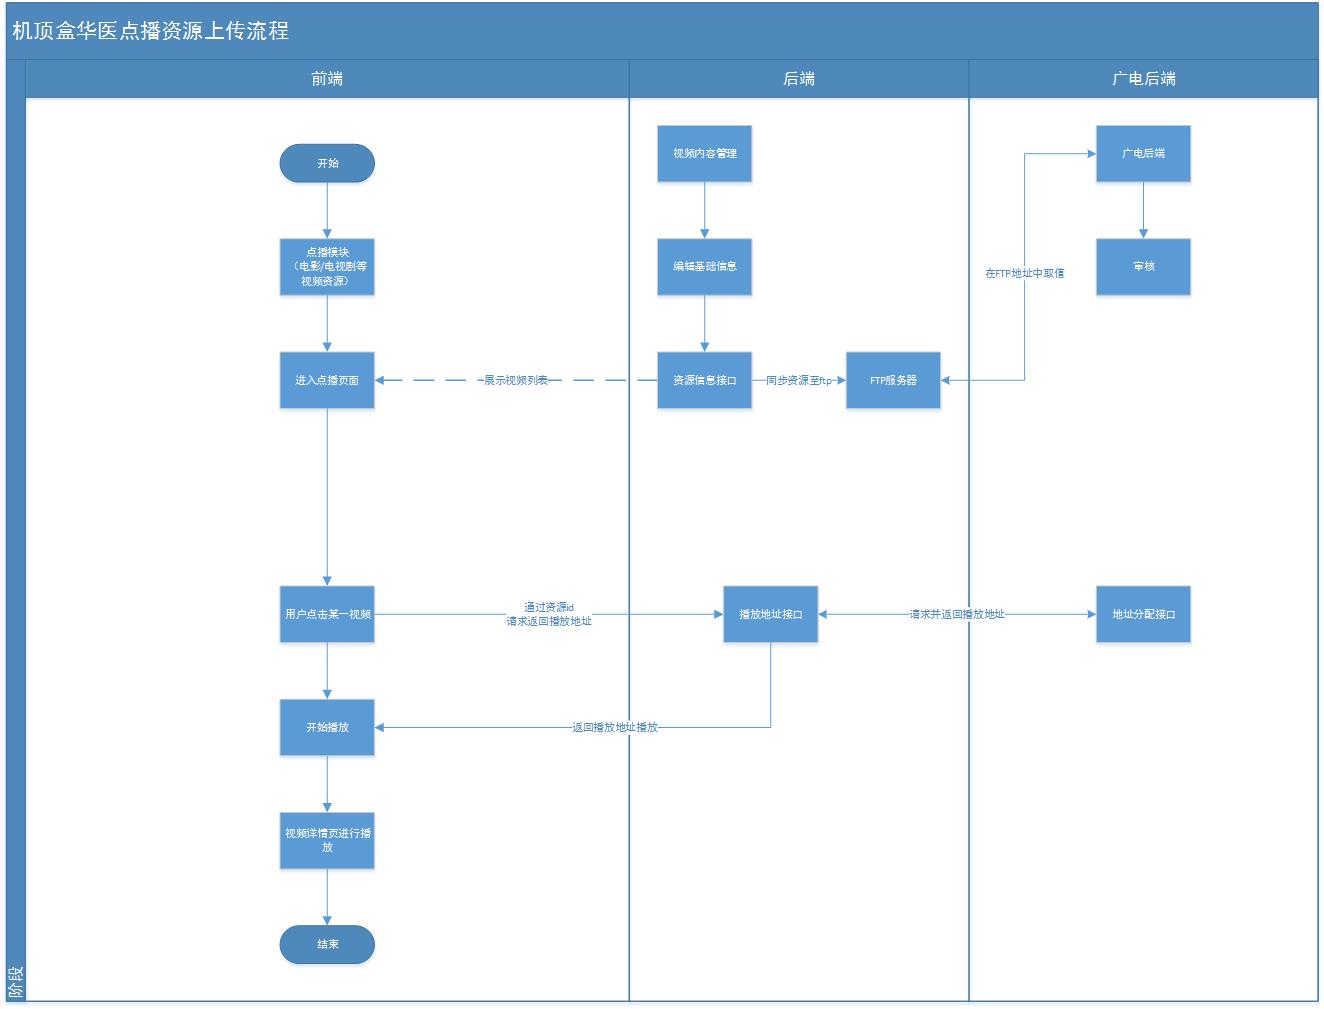 机顶盒华医点播资源上传流程
前端
后端
广电后端
开始
视频内容管理
广电后端
点播模块
（电影/电视剧等
视频资源）
编辑基础信息
在FTP地址中取值
审核
进入点播页面
展示视频列表
资源信息接口
同步资源至ftp
FTP服务器
用户点击某一视频
通过资源id
请求返回播放地址
播放地址接口
请求并返回播放地址
地址分配接口
开始播放
返回播放地址播放
视频详情页进行播
放
结束
阶段